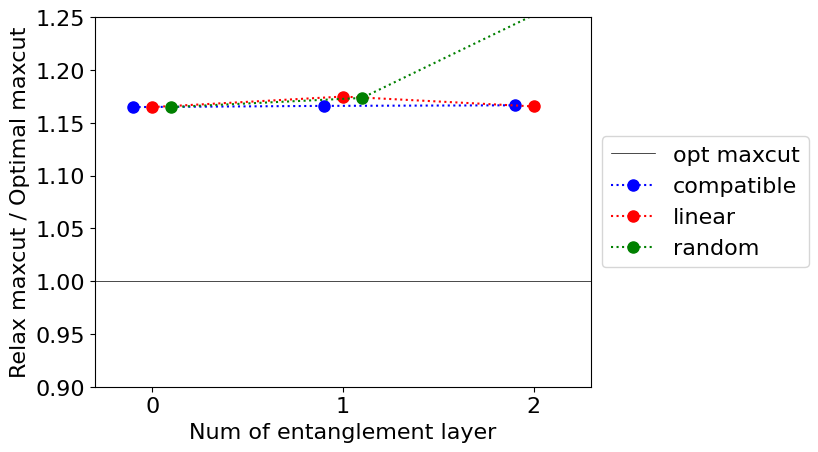 1.25
1.20
1.15
1.10
1.05
1.00
0.95
0.90
Relax maxcut / Optimal maxcut
0 1 2
Num of entanglement layer
opt maxcut
compatible
linear
random